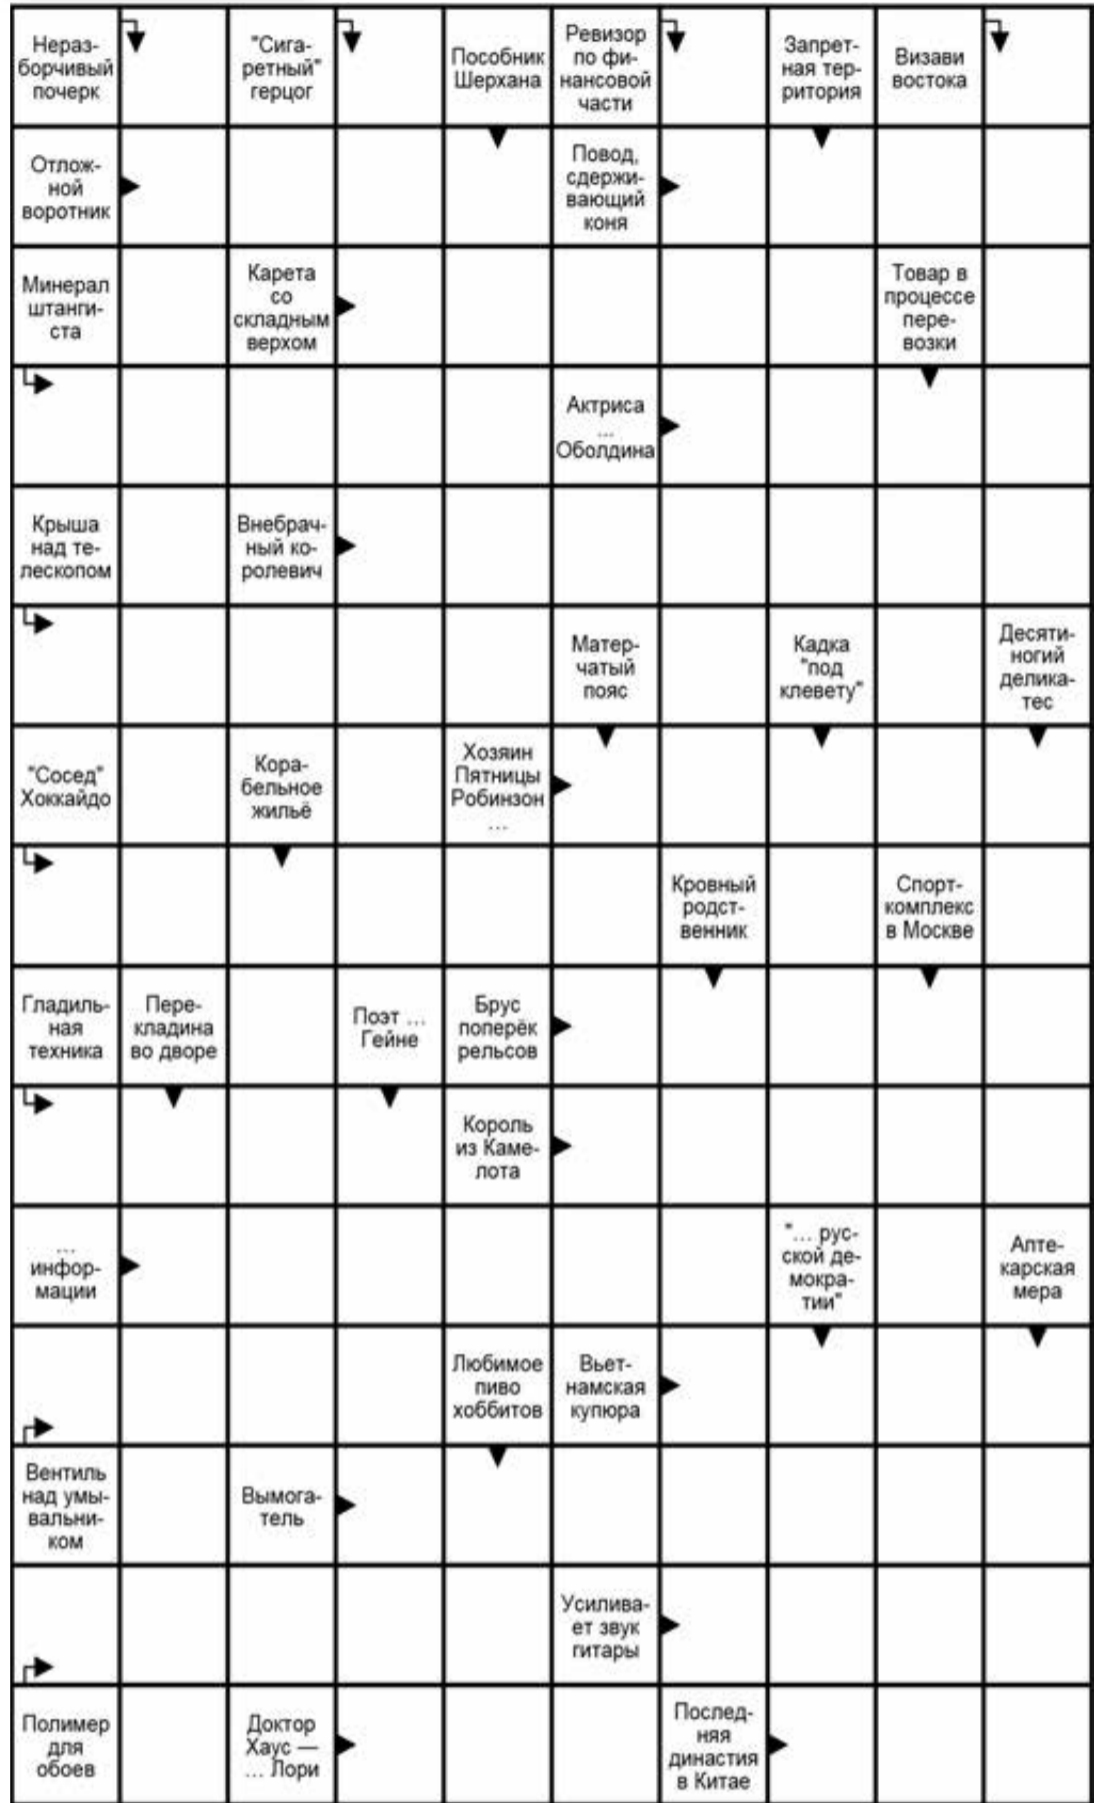 Нераз-
борчивый
почерк
"Сига-
ретный"
герцог
Пособник
Шерхана
Ревизор
по фи-
нансовой
части
Запрет-
ная тер-
ритория
Визави
востока
Отлож-
ной
воротник
Повод,
сдержи-
вающий
коня
Минерал
штанги-
ста
Карета
со
складным
верхом
Товар в
процессе
пере-
возки
Актриса
...
Оболдина
Крыша
над те-
лескопом
Внебрач-
ный ко-
ролевич
Матер-
чатый
пояс
Кадка
"под
клевету"
Десяти-
ногий
делика-
тес
"Сосед"
Хоккайдо
Кора-
бельное
жильё
Хозяин
Пятницы
Робинзон
...
Кровный
родст-
венник
Спорт-
комплекс
в Москве
Гладиль-
ная
техника
Пере-
кладина
во дворе
Поэт ...
Гейне
Брус
поперёк
рельсов
Король
из Каме-
лота
...
инфор-
мации
"... рус-
ской де-
мокра-
тии"
Апте-
карская
мера
Любимое
пиво
хоббитов
Вьет-
намская
купюра
Вентиль
над умы-
вальни-
ком
Вымога-
тель
Усилива-
ет звук
гитары
Полимер
для
обоев
Доктор
Хаус —
... Лори
Послед-
няя
династия
в Китае